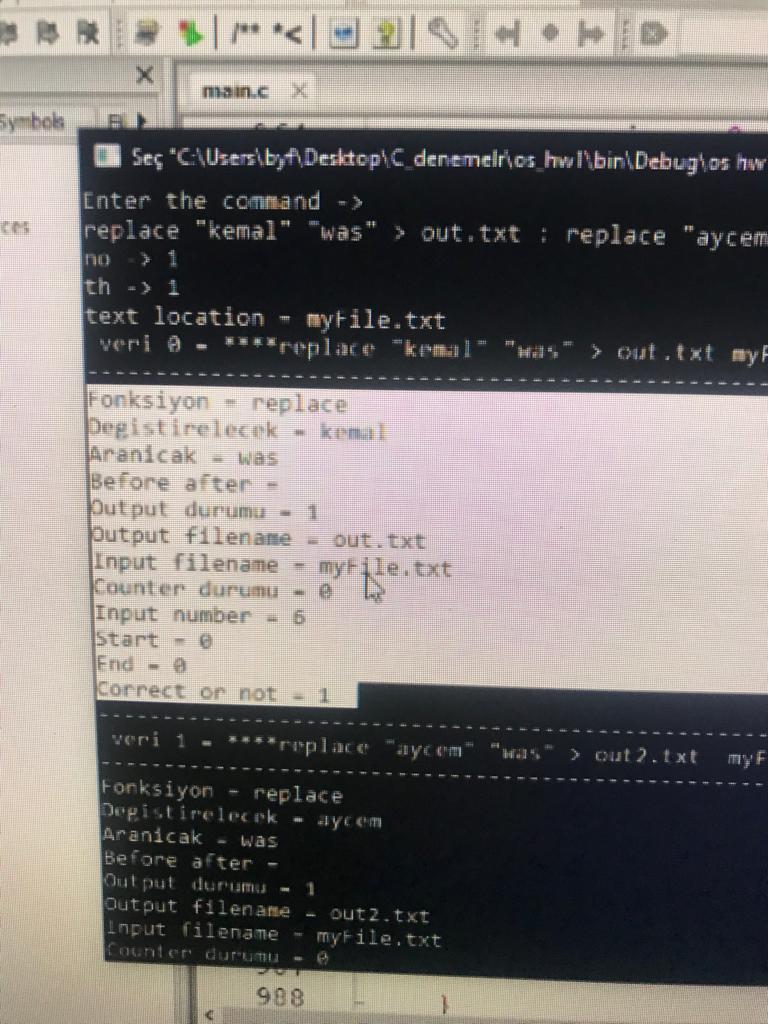 main.c
Symbols
Seç "C:\Users\byf\Desktop\C_denemelr\os_hw1\bin\Debug\os hw
Enter the command ->
replace "kemal" "was" > out.txt : replace "aycem
no -> 1
th -> 1
text location = myFile.txt
veri 0 = ****replace "kemal" "was" > out.txt myF
Fonksiyon = replace
Degistirelecek = kemal
Aranicak = was
Before after =
Output durumu = 1
Output filename = out.txt
Input filename = myFile.txt
Counter durumu = 0
Input number = 6
Start = 0
End = 0
Correct or not = 1
veri 1 = ****replace "aycem" "was" > out2.txt myF
Fonksiyon = replace
Degistirelecek = aycem
Aranicak = was
Before after =
Output durumu = 1
Output filename = out2.txt
Input filename = myFile.txt
Counter durumu = 0
988 }